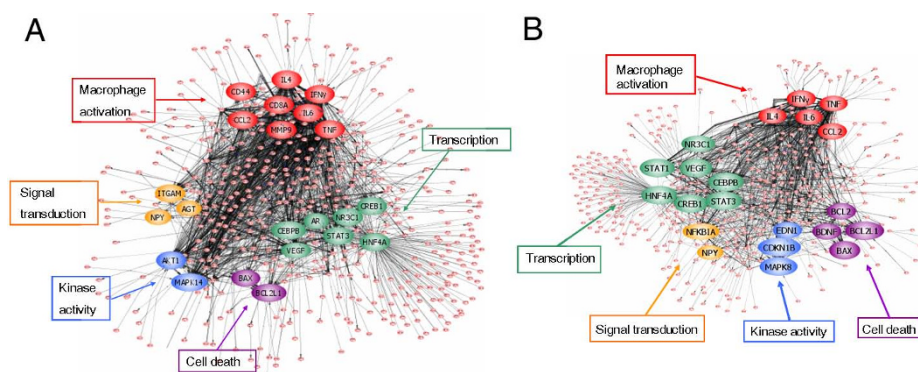 A
Macrophage
activation
IL4
CD44
IFNγ
CD8A
IL6
CCL2
MMP9
TNF
Transcription
Signal
transduction
ITGAM
AGT
NPY
CREB1
AR
NR3C1
CEBPB
STAT3
HNF4A
VEGF
AKT1
MAPK14
BAX
BCL2L1
Kinase
activity
Cell death
B
Macrophage
activation
IFNγ
TNF
IL4
IL6
CCL2
NR3C1
STAT1
VEGF
CEBPB
HNF4A
CREB1
STAT3
BCL2
NFKBIA
EDN1
BDNF
BCL2L1
CDKN1B
BAX
NPY
MAPK8
Transcription
Signal transduction
Kinase activity
Cell death